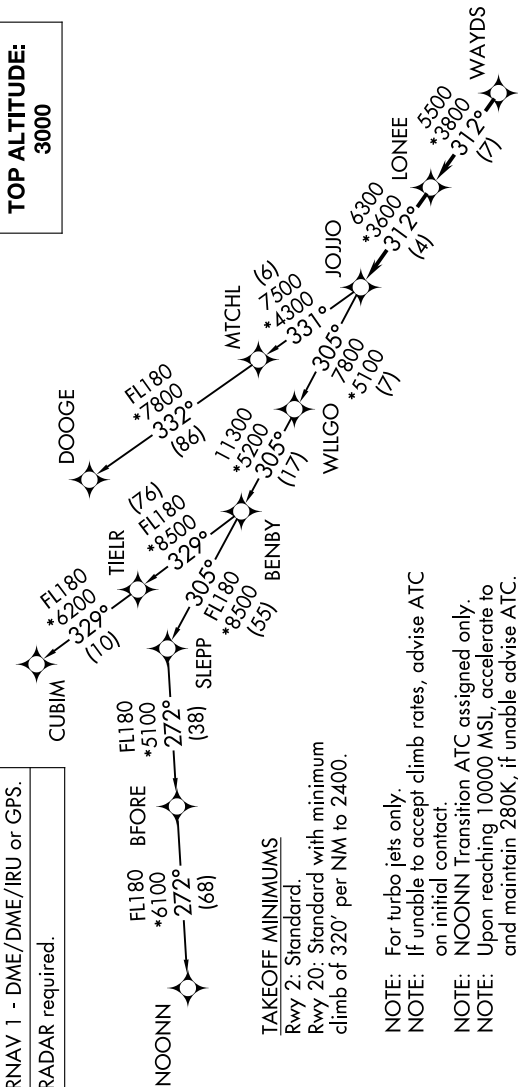 RNAV 1 - DME/DME/IRU or GPS.
RADAR required.
TOP ALTITUDE:
3000
WAYDS
5500
*3800
312°
(7)
LONEE
6300
*3600
312°
(4)
JOJJO
(6)
7500
*4300
331°
MTCHL
FL180
*7800
332°
(86)
DOOGE
305°
7800
*5100
(7)
WLLGO
11300
*5200
305°
(17)
BENBY
(76)
FL180
*8500
329°
TIELR
FL180
*6200
329°
(10)
CUBIM
305°
FL180
*8500
(55)
SLEPP
FL180
*5100
272°
(38)
BFORE
FL180
*6100
272°
(68)
NOONN
TAKEOFF MINIMUMS
Rwy 2: Standard.
Rwy 20: Standard with minimum
climb of 320' per NM to 2400.
NOTE: For turbo jets only.
NOTE: If unable to accept climb rates, advise ATC
on initial contact.
NOTE: NOONN Transition ATC assigned only.
NOTE: Upon reaching 10000 MSL, accelerate to
and maintain 280K, if unable advise ATC.